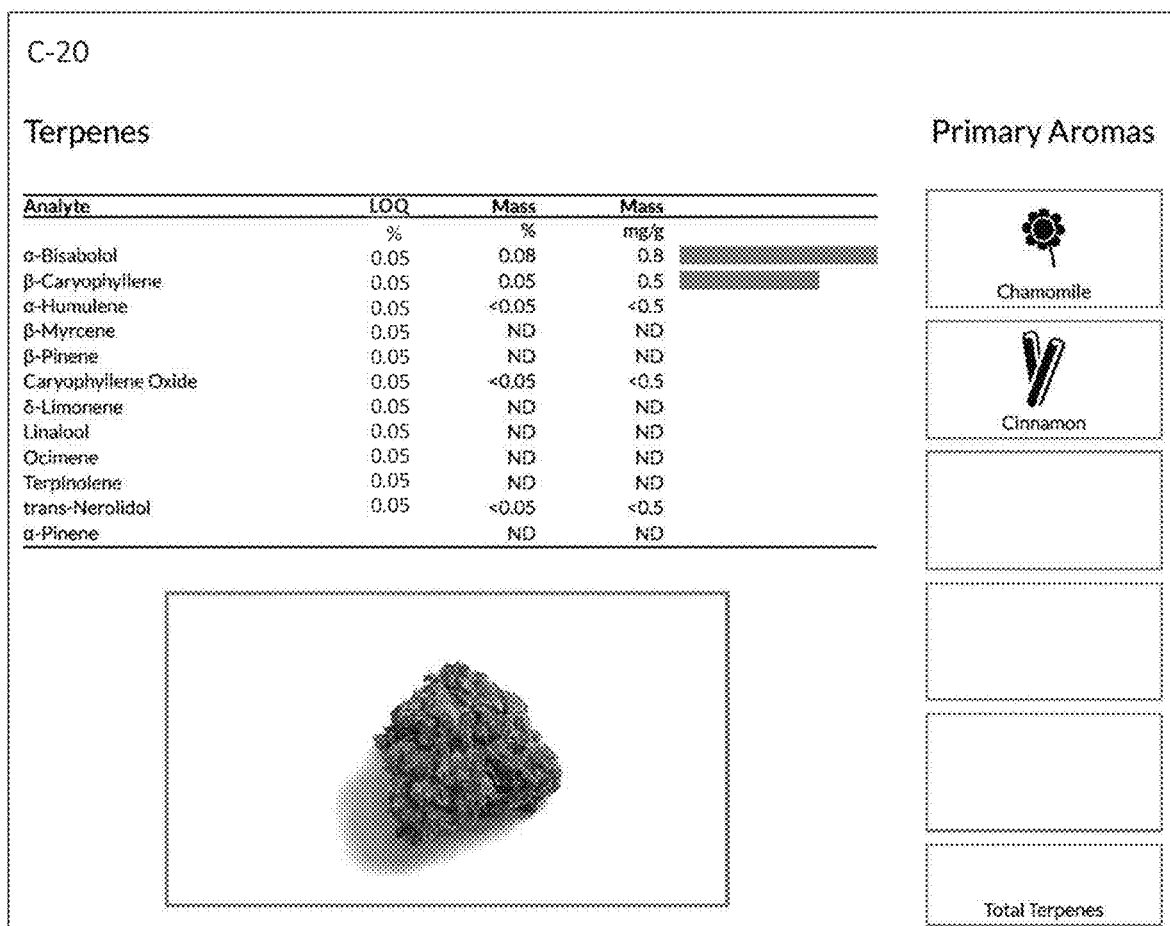 C-20
Terpenes
Primary Aromas
Analyte LOQ Mass Mass
% % mg/g
α-Bisabolol 0.05 0.08 0.8
β-Caryophyllene 0.05 0.05 0.5
α-Humulene 0.05 <0.05 <0.5
β-Myrcene 0.05 ND ND
β-Pinene 0.05 ND ND
Caryophyllene Oxide 0.05 <0.05 <0.5
δ-Limonene 0.05 ND ND
Linalool 0.05 ND ND
Ocimene 0.05 ND ND
Terpinolene 0.05 ND ND
trans-Nerolidol 0.05 <0.05 <0.5
α-Pinene ND ND
Chamomile
Cinnamon
Total Terpenes